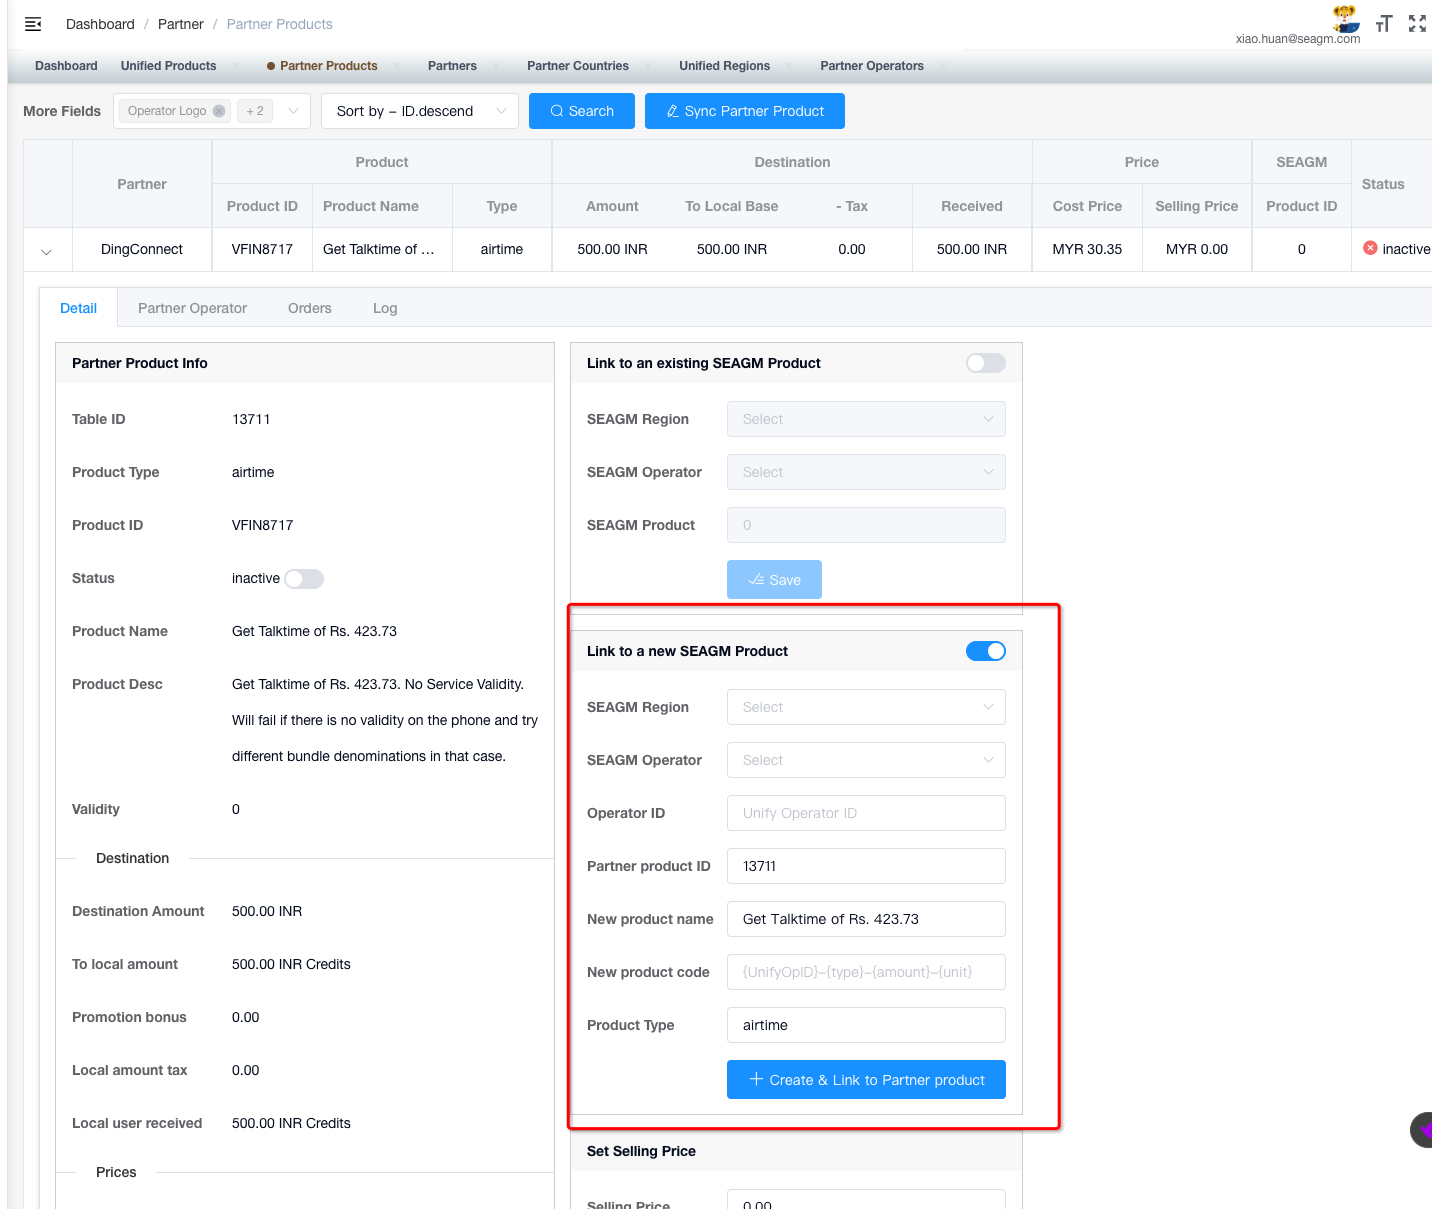 Dashboard / Partner / Partner Products
xiao.huan@seagm.com
Dashboard Unified Products Partner Products Partners Partner Countries Unified Regions Partner Operators
More Fields Operator Logo + 2 Sort by – ID.descend Search Sync Partner Product
Partner Product Destination Price SEAGM Status
Product ID Product Name Type Amount To Local Base - Tax Received Cost Price Selling Price Product ID
DingConnect VFIN8717 Get Talktime of ... airtime 500.00 INR 500.00 INR 0.00 500.00 INR MYR 30.35 MYR 0.00 0 inactive
Detail Partner Operator Orders Log
Partner Product Info
Table ID 13711
Product Type airtime
Product ID VFIN8717
Status inactive
Product Name Get Talktime of Rs. 423.73
Product Desc Get Talktime of Rs. 423.73. No Service Validity.
Will fail if there is no validity on the phone and try
different bundle denominations in that case.
Validity 0
Destination
Destination Amount 500.00 INR
To local amount 500.00 INR Credits
Promotion bonus 0.00
Local amount tax 0.00
Local user received 500.00 INR Credits
Prices
Link to an existing SEAGM Product
SEAGM Region Select
SEAGM Operator Select
SEAGM Product 0
Save
Link to a new SEAGM Product
SEAGM Region Select
SEAGM Operator Select
Operator ID Unify Operator ID
Partner product ID 13711
New product name Get Talktime of Rs. 423.73
New product code {UnifyOpID}–{type}–{amount}–{unit}
Product Type airtime
Create & Link to Partner product
Set Selling Price
Selling Price 0.00